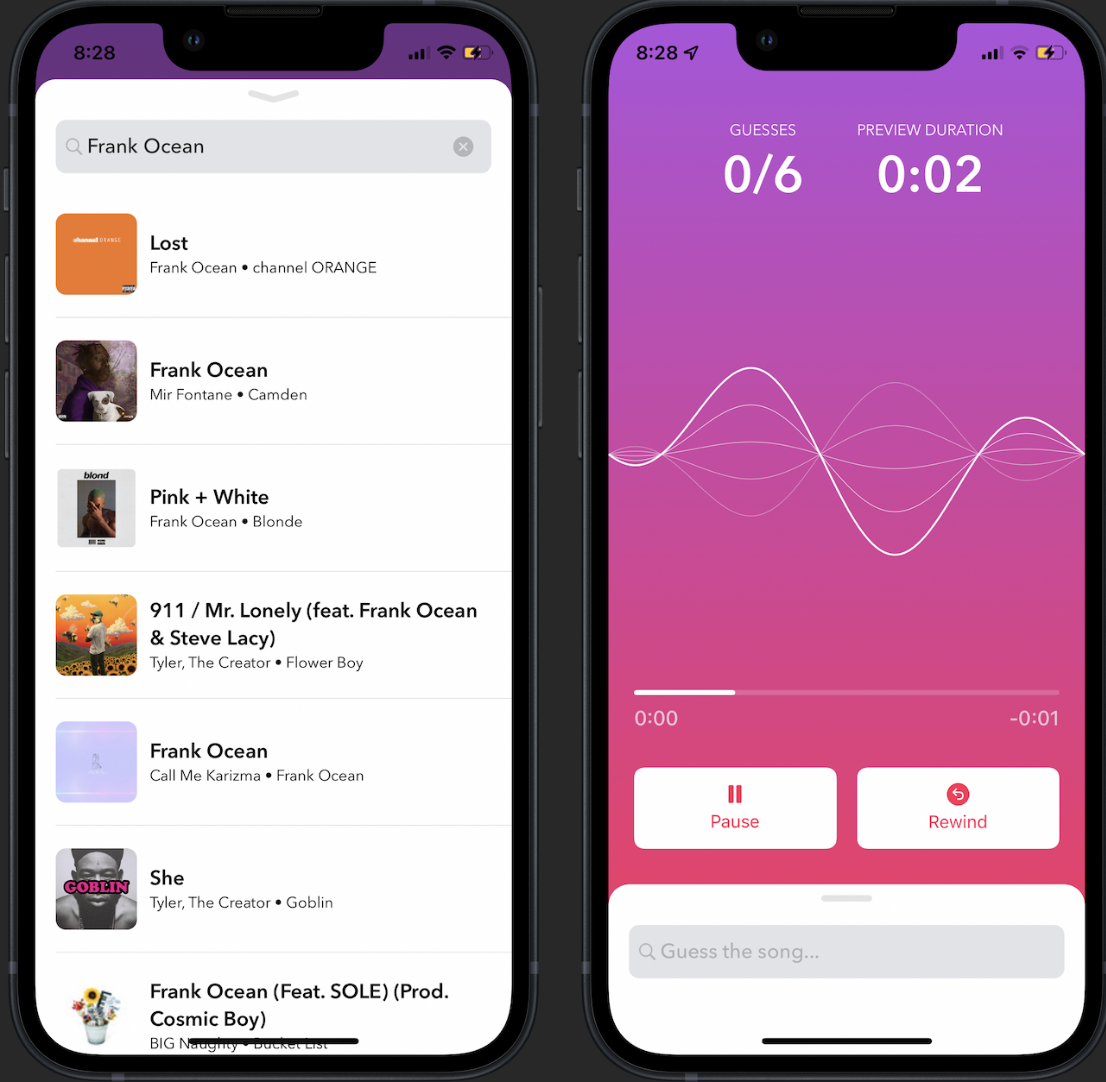 8:28
Frank Ocean
channel ORANGE
Lost
Frank Ocean • channel ORANGE
Frank Ocean
Mir Fontane • Camden
blond
Pink + White
Frank Ocean • Blonde
911 / Mr. Lonely (feat. Frank Ocean
& Steve Lacy)
Tyler, The Creator • Flower Boy
Frank Ocean
Call Me Karizma • Frank Ocean
GOBLIN
She
Tyler, The Creator • Goblin
Frank Ocean (Feat. SOLE) (Prod.
Cosmic Boy)
BIG Naughty • Bucket List
8:28
GUESSES
0/6
PREVIEW DURATION
0:02
0:00
-0:01
Pause
Rewind
Guess the song...